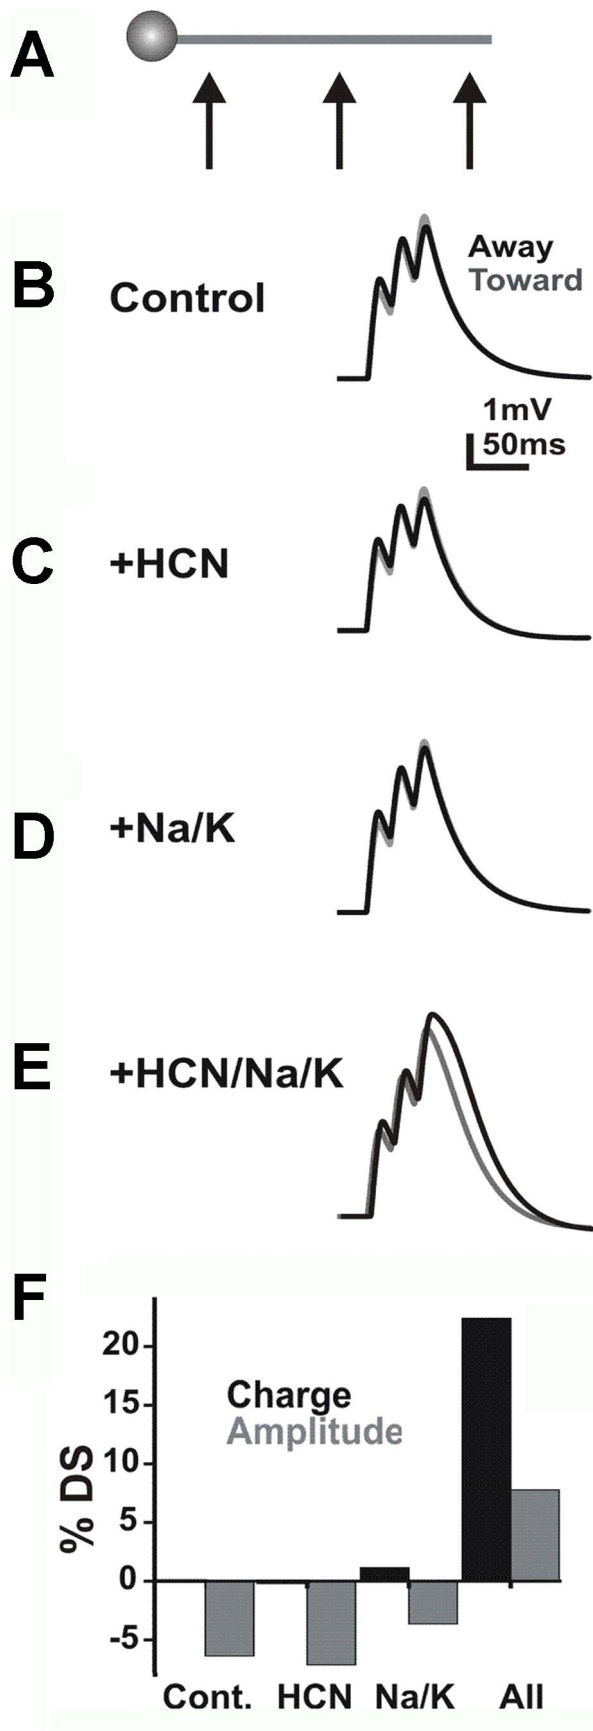 A
B
Control
Away
Toward
1mV
50ms
C
+HCN
D
+Na/K
E
+HCN/Na/K
F
% DS
20
15
10
5
0
-5
Charge
Amplitude
Cont. HCN Na/K All